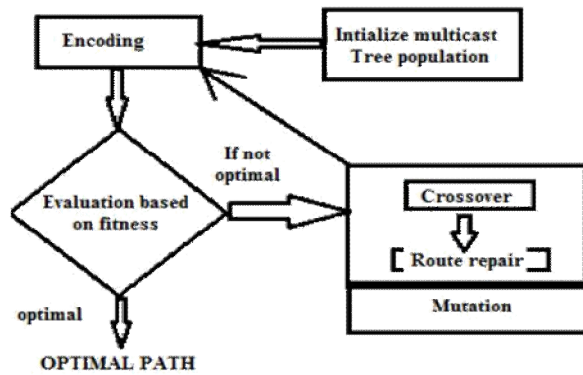 Encoding
Intialize multicast
Tree population
If not
optimal
Evaluation based
on fitness
Crossover
Route repair
Mutation
optimal
OPTIMAL PATH